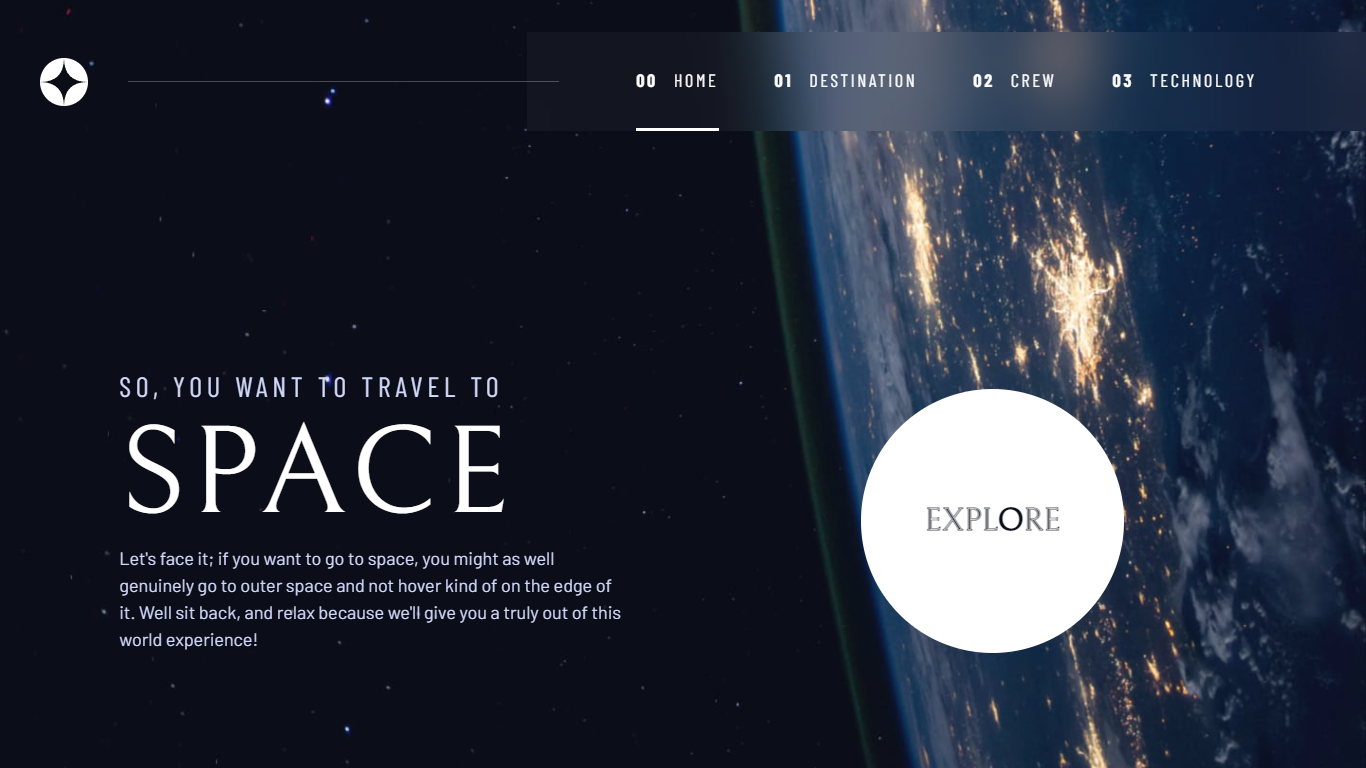 00 HOME 01 DESTINATION 02 CREW 03 TECHNOLOGY
SO, YOU WANT TO TRAVEL TO
SPACE
Let's face it; if you want to go to space, you might as well
genuinely go to outer space and not hover kind of on the edge of
it. Well sit back, and relax because we'll give you a truly out of this
world experience!
EXPLORE